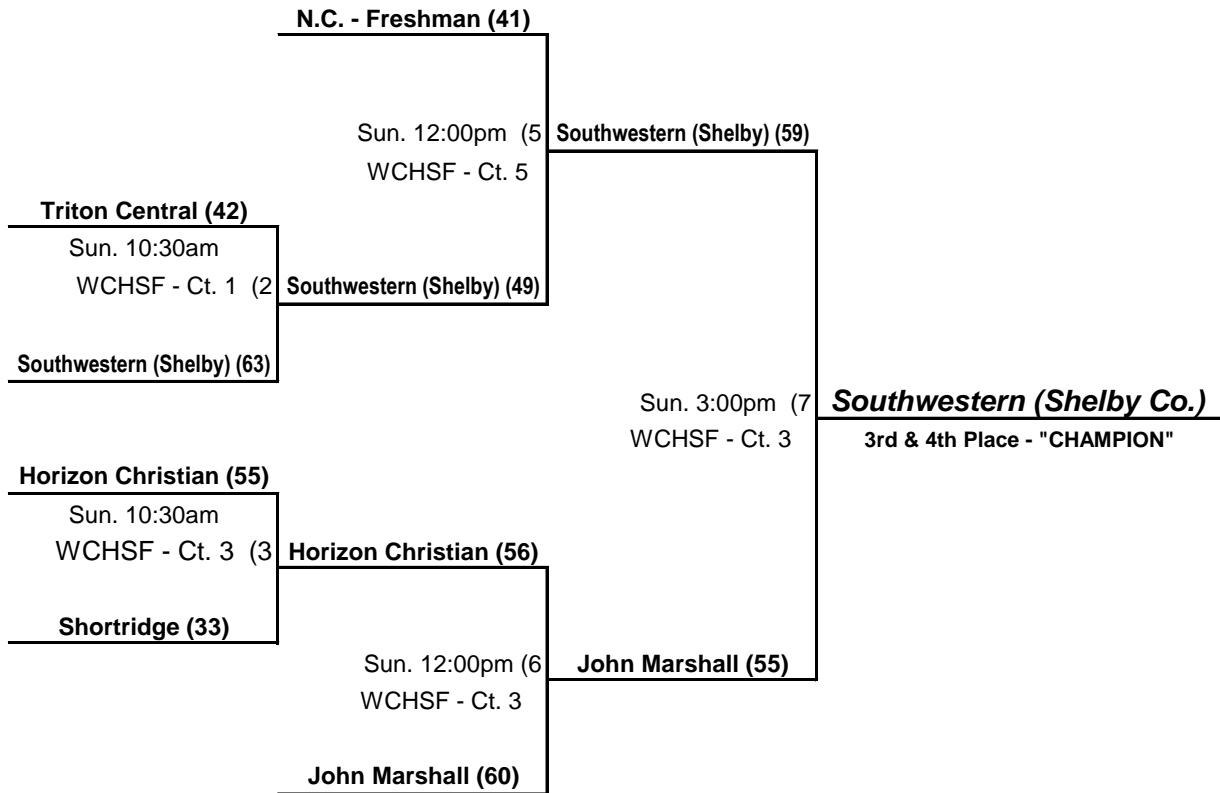 N.C. - Freshman (41)
Sun. 12:00pm (5
Southwestern (Shelby) (59)
WCHSF - Ct. 5
Triton Central (42)
Sun. 10:30am
WCHSF - Ct. 1 (2
Southwestern (Shelby) (49)
Southwestern (Shelby) (63)
Sun. 3:00pm (7
Southwestern (Shelby Co.)
WCHSF - Ct. 3
3rd & 4th Place - "CHAMPION"
Horizon Christian (55)
Sun. 10:30am
WCHSF - Ct. 3 (3
Horizon Christian (56)
Shortridge (33)
Sun. 12:00pm (6
John Marshall (55)
WCHSF - Ct. 3
John Marshall (60)